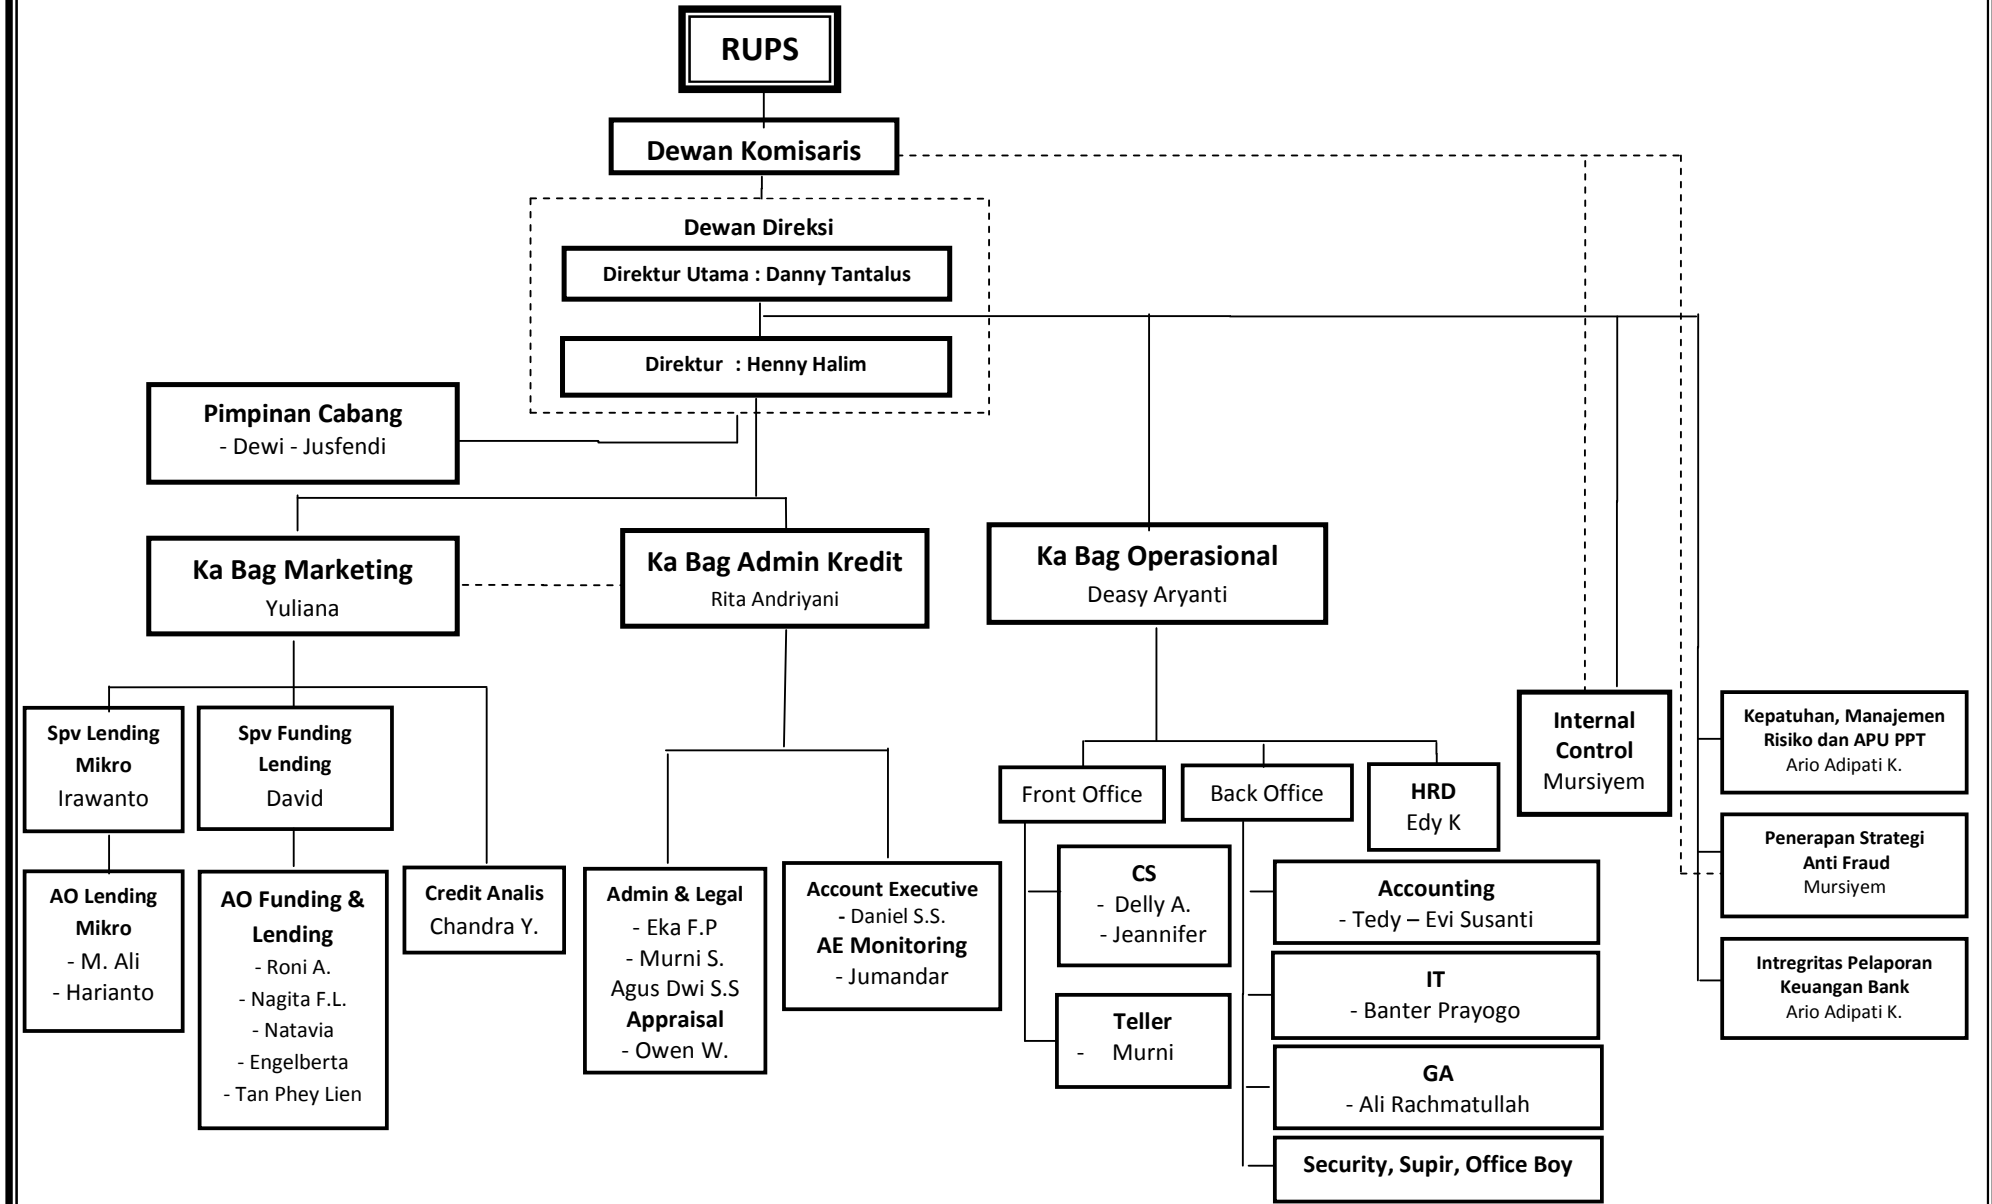 RUPS
Dewan Komisaris
Dewan Direksi
Direktur Utama : Danny Tantalus
Direktur : Henny Halim
Pimpinan Cabang
- Dewi - Jusfendi
Ka Bag Marketing
Yuliana
Ka Bag Admin Kredit
Rita Andriyani
Ka Bag Operasional
Deasy Aryanti
Spv Lending
Mikro
Irawanto
Spv Funding
Lending
David
AO Lending
Mikro
- M. Ali
- Harianto
AO Funding &
Lending
- Roni A.
- Nagita F.L.
- Natavia
- Engelberta
- Tan Phey Lien
Credit Analis
Chandra Y.
Admin & Legal
- Eka F.P
- Murni S.
Agus Dwi S.S
Appraisal
- Owen W.
Account Executive
- Daniel S.S.
AE Monitoring
- Jumandar
Front Office
Back Office
HRD
Edy K
CS
- Delly A.
- Jeannifer
Teller
- Murni
Accounting
- Tedy – Evi Susanti
IT
- Banter Prayogo
GA
- Ali Rachmatullah
Security, Supir, Office Boy
Internal
Control
Mursiyem
Kepatuhan, Manajemen
Risiko dan APU PPT
Ario Adipati K.
Penerapan Strategi
Anti Fraud
Mursiyem
Intregritas Pelaporan
Keuangan Bank
Ario Adipati K.